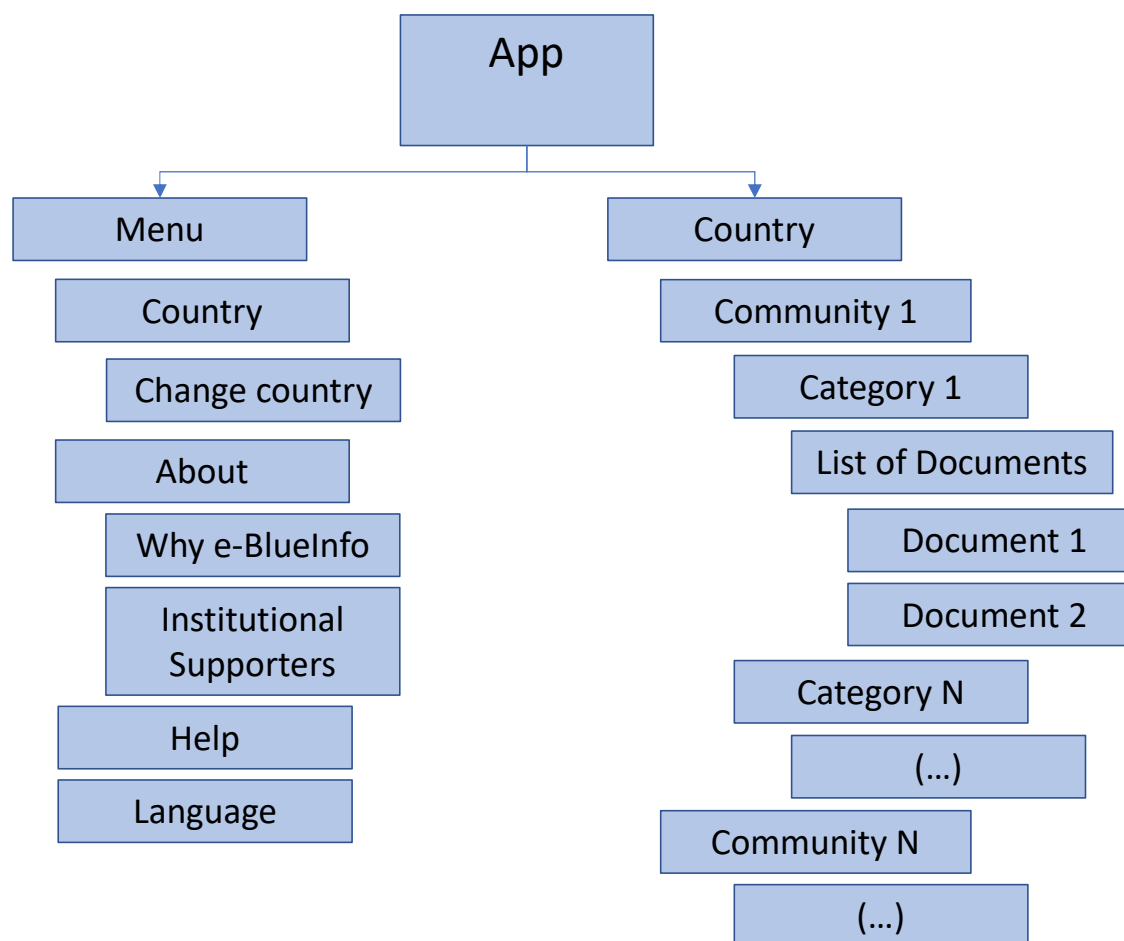 App
Menu
Country
Change country
About
Why e-BlueInfo
Institutional
Supporters
Help
Language
Country
Community 1
Category 1
List of Documents
Document 1
Document 2
Category N
(...)
Community N
(...)